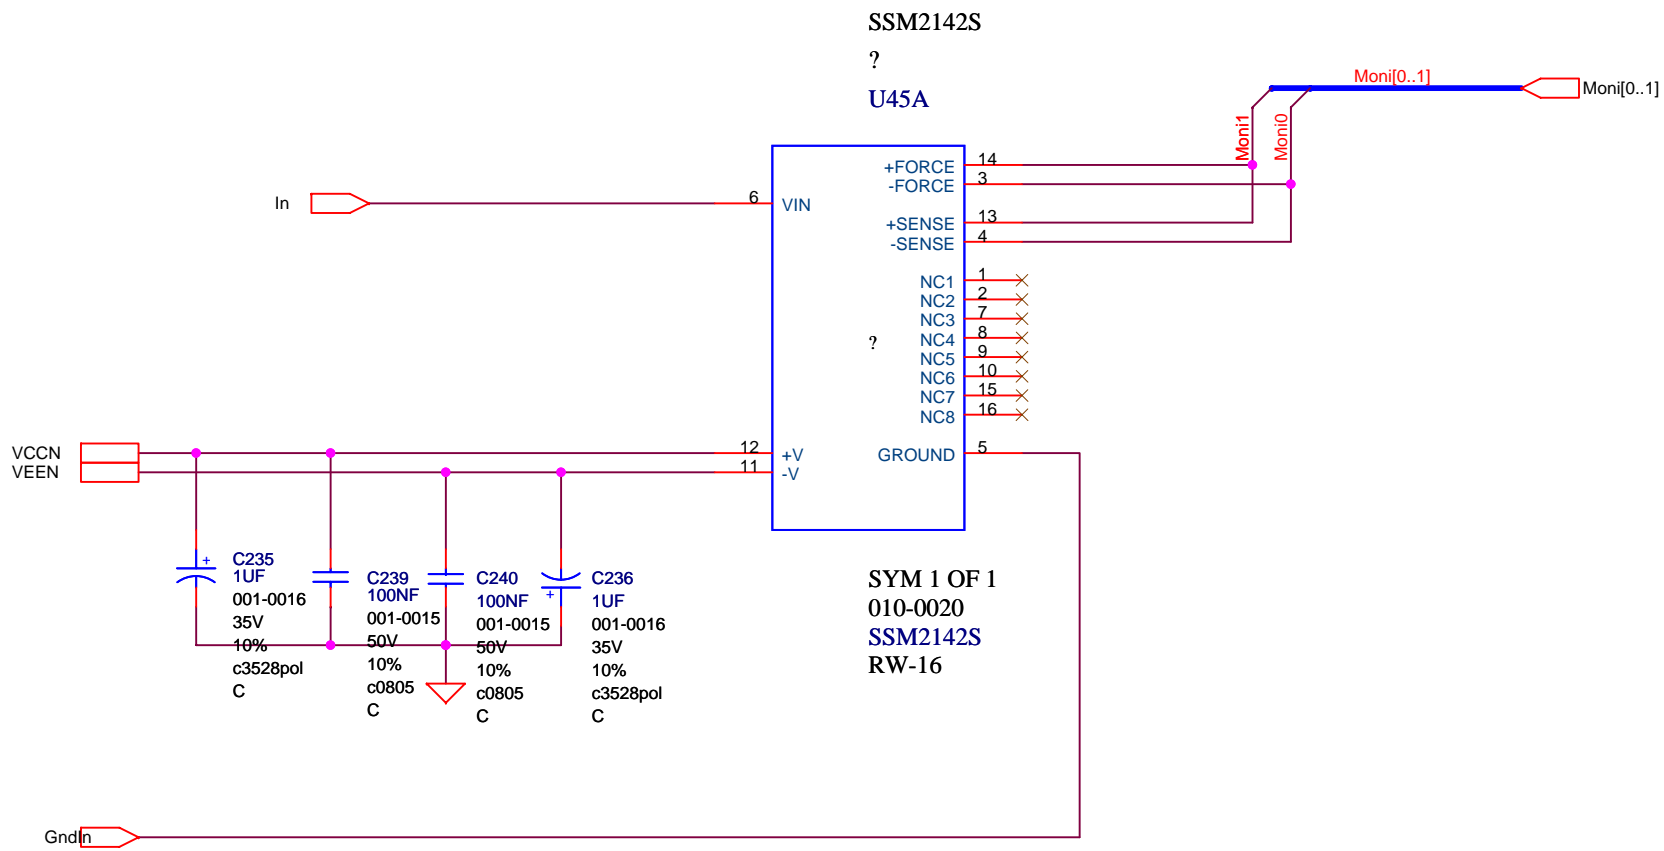 SSM2142S
?
U45A
Moni[0..1]
Moni[0..1]
Moni1
Moni0
In
6
VIN
+FORCE
14
-FORCE
3
+SENSE
13
-SENSE
4
NC1
1
NC2
2
NC3
7
NC4
8
NC5
9
NC6
10
NC7
15
NC8
16
?
VCCN
12
+V
GROUND
5
VEEN
11
-V
+
C235
1UF
001-0016
35V
10%
c3528pol
C
C239
100NF
001-0015
50V
10%
c0805
C
C240
100NF
001-0015
50V
10%
c0805
C
+
C236
1UF
001-0016
35V
10%
c3528pol
C
SYM 1 OF 1
010-0020
SSM2142S
RW-16
GndIn